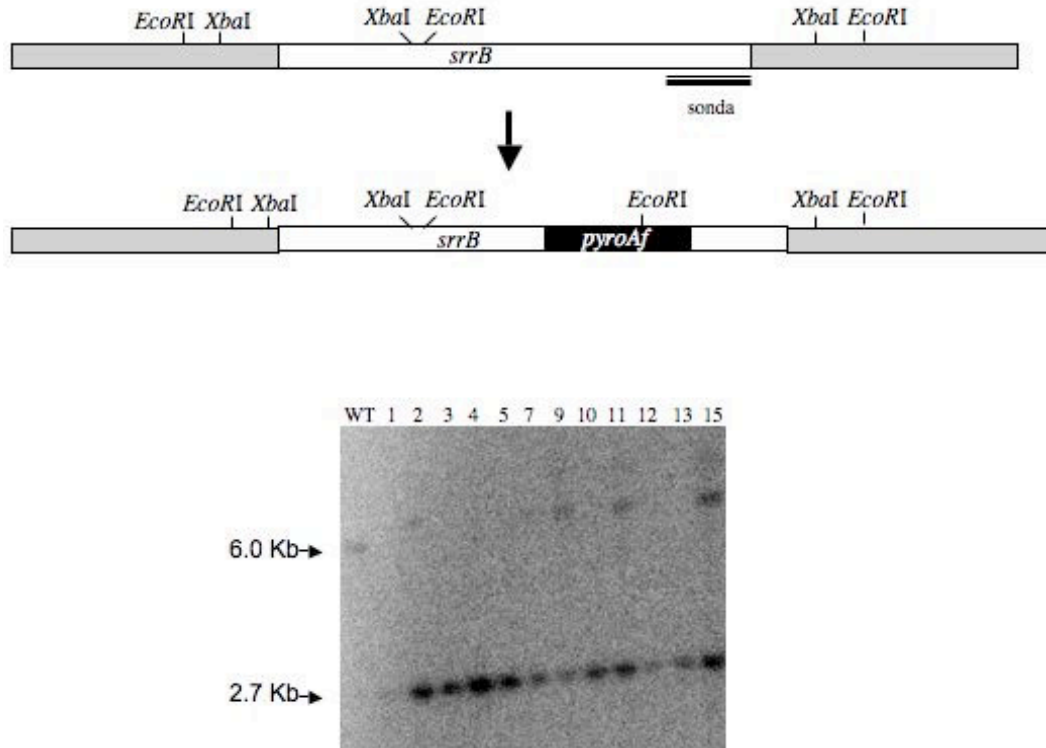 EcoRI XbaI XbaI EcoRI XbaI EcoRI
srrB
sonda
EcoRI XbaI XbaI EcoRI EcoRI XbaI EcoRI
srrB pyroAf
WT 1 2 3 4 5 7 9 10 11 12 13 15
6.0 Kb
2.7 Kb